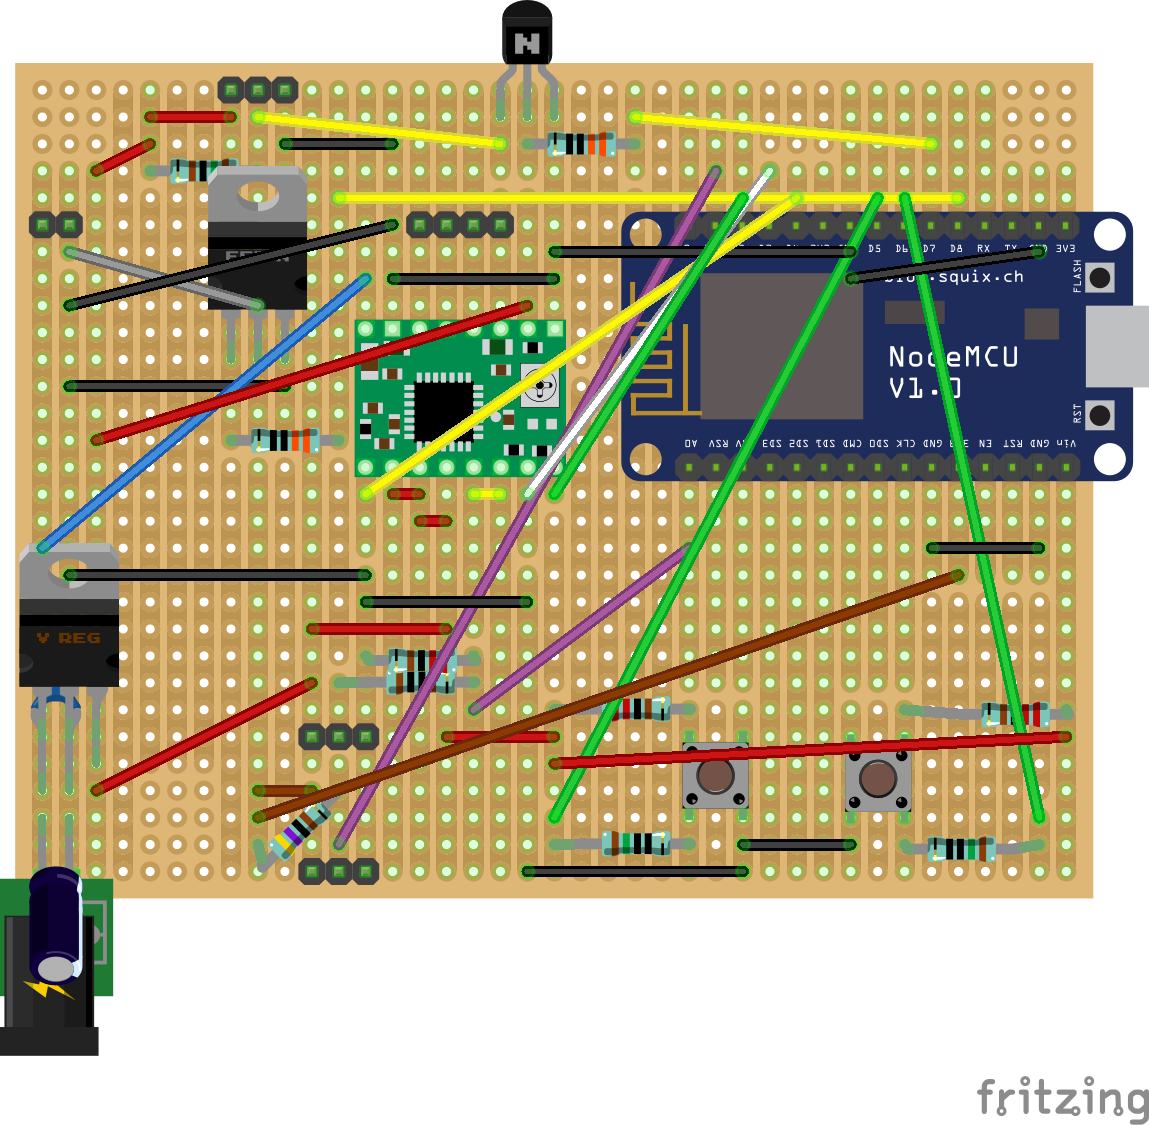 N
D5 D6 D7 D8 RX TX GND 3V3
blog.squix.ch
FLASH
NodeMCU
V1.0
RST
A0 RSV RSV SD3 SD2 SD1 CMD SD0 CLK GND 3V3 EN RST GND Vin
V REG
fritzing